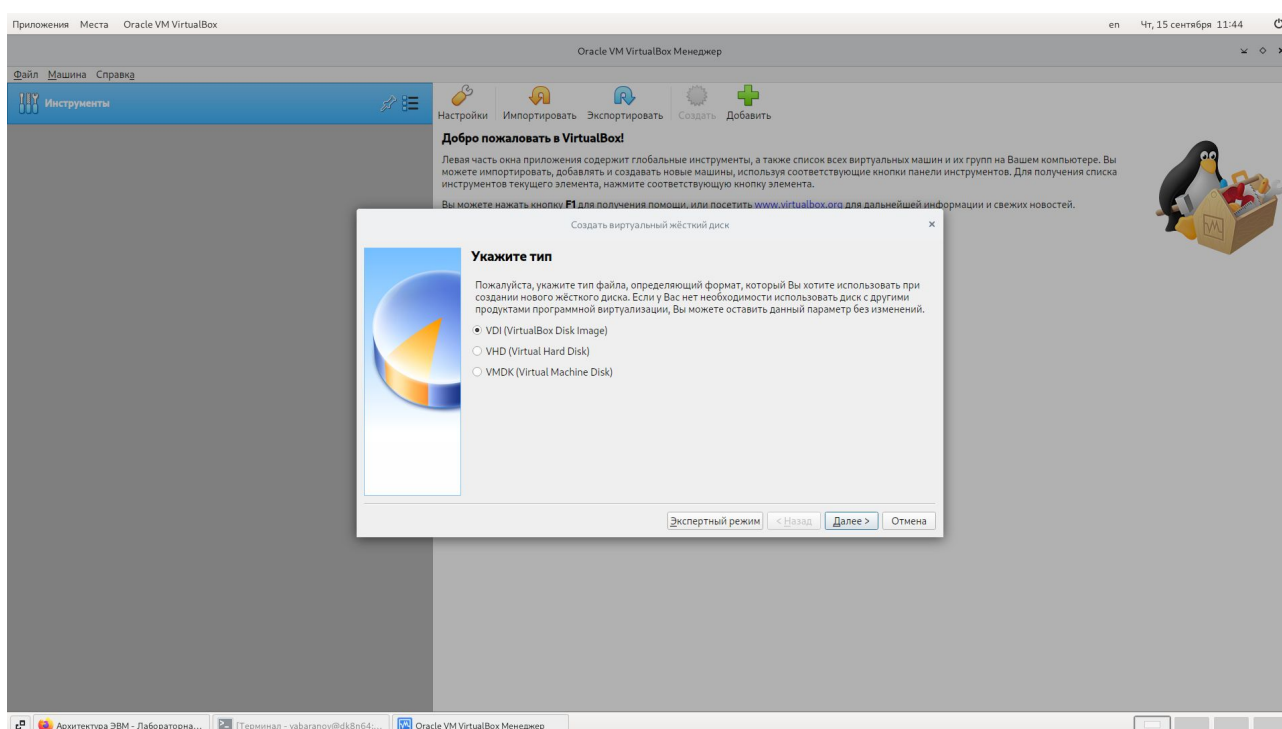 Приложения Места Oracle VM VirtualBox en Чт, 15 сентября 11:44
Oracle VM VirtualBox Менеджер
Файл Машина Справка
Инструменты
Настройки Импортировать Экспортировать Создать Добавить
Добро пожаловать в VirtualBox!
Левая часть окна приложения содержит глобальные инструменты, а также список всех виртуальных машин и их групп на Вашем компьютере. Вы
можете импортировать, добавлять и создавать новые машины, используя соответствующие кнопки панели инструментов. Для получения списка
инструментов текущего элемента, нажмите соответствующую кнопку элемента.
Вы можете нажать кнопку F1 для получения помощи, или посетить www.virtualbox.org для дальнейшей информации и свежих новостей.
Создать виртуальный жёсткий диск
Укажите тип
Пожалуйста, укажите тип файла, определяющий формат, который Вы хотите использовать при
создании нового жёсткого диска. Если у Вас нет необходимости использовать диск с другими
продуктами программной виртуализации, Вы можете оставить данный параметр без изменений.
VDI (VirtualBox Disk Image)
VHD (Virtual Hard Disk)
VMDK (Virtual Machine Disk)
Экспертный режим < Назад Далее > Отмена
Архитектура ЭВМ - Лабораторна... [Терминал - yabaranov@dk8n64:... Oracle VM VirtualBox Менеджер